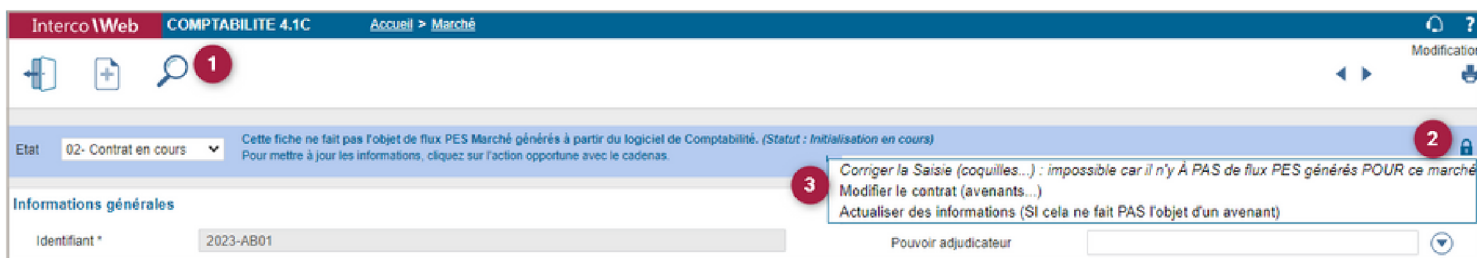 Interco\Web COMPTABILITE 4.1C Accueil > Marché ?
1
Modification
Etat 02- Contrat en cours Cette fiche ne fait pas l'objet de flux PES Marché générés à partir du logiciel de Comptabilité. (Statut : Initialisation en cours)
Pour mettre à jour les informations, cliquez sur l'action opportune avec le cadenas.
2
3
Corriger la Saisie (coquilles...) : impossible car il n'y À PAS de flux PES générés POUR ce marché
Modifier le contrat (avenants...)
Actualiser des informations (SI cela ne fait PAS l'objet d'un avenant)
Informations générales
Identifiant * 2023-AB01 Pouvoir adjudicateur